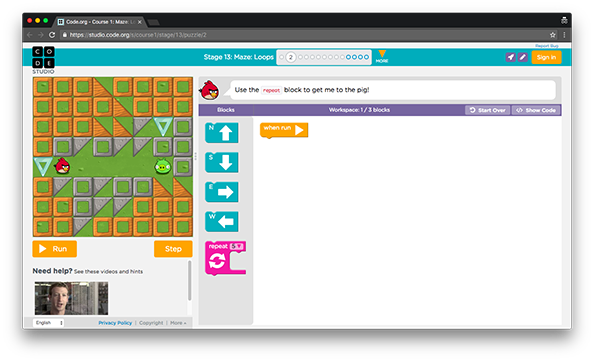 Code.org - Course 1: Maze: Lo
https://studio.code.org/s/course1/stage/13/puzzle/2
Report Bug
C O
D E
STUDIO
Stage 13: Maze: Loops
2
MORE
Sign in
Use the repeat block to get me to the pig!
Blocks
Workspace: 1 / 3 blocks
Start Over
</> Show Code
N
S
E
W
repeat 5
when run
Run
Step
Need help? See these videos and hints
English
Privacy Policy | Copyright | More